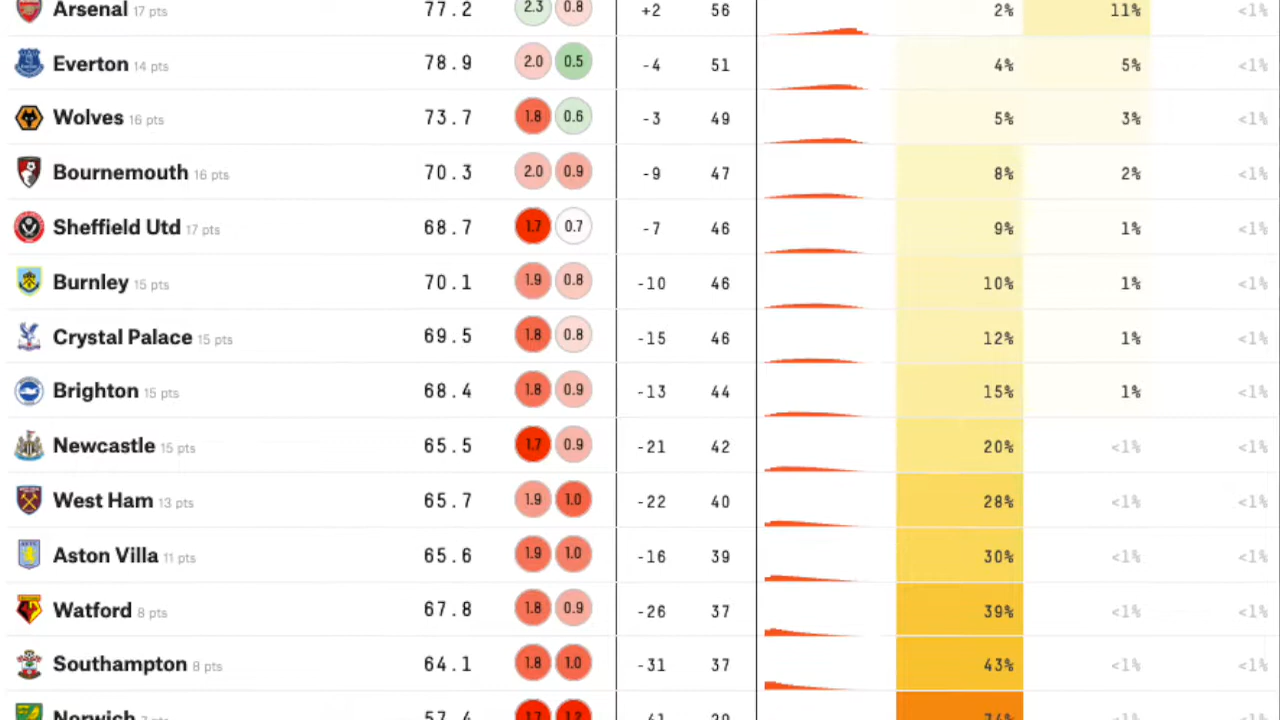 Arsenal 17 pts 77.2 2.3 0.8 +2 56 2% 11% <1%
Everton 14 pts 78.9 2.0 0.5 -4 51 4% 5% <1%
Wolves 16 pts 73.7 1.8 0.6 -3 49 5% 3% <1%
Bournemouth 16 pts 70.3 2.0 0.9 -9 47 8% 2% <1%
Sheffield Utd 17 pts 68.7 1.7 0.7 -7 46 9% 1% <1%
Burnley 15 pts 70.1 1.9 0.8 -10 46 10% 1% <1%
Crystal Palace 15 pts 69.5 1.8 0.8 -15 46 12% 1% <1%
Brighton 15 pts 68.4 1.8 0.9 -13 44 15% 1% <1%
Newcastle 15 pts 65.5 1.7 0.9 -21 42 20% <1% <1%
West Ham 13 pts 65.7 1.9 1.0 -22 40 28% <1% <1%
Aston Villa 11 pts 65.6 1.9 1.0 -16 39 30% <1% <1%
Watford 8 pts 67.8 1.8 0.9 -26 37 39% <1% <1%
Southampton 8 pts 64.1 1.8 1.0 -31 37 43% <1% <1%
Norwich 57.4 1.7 1.2